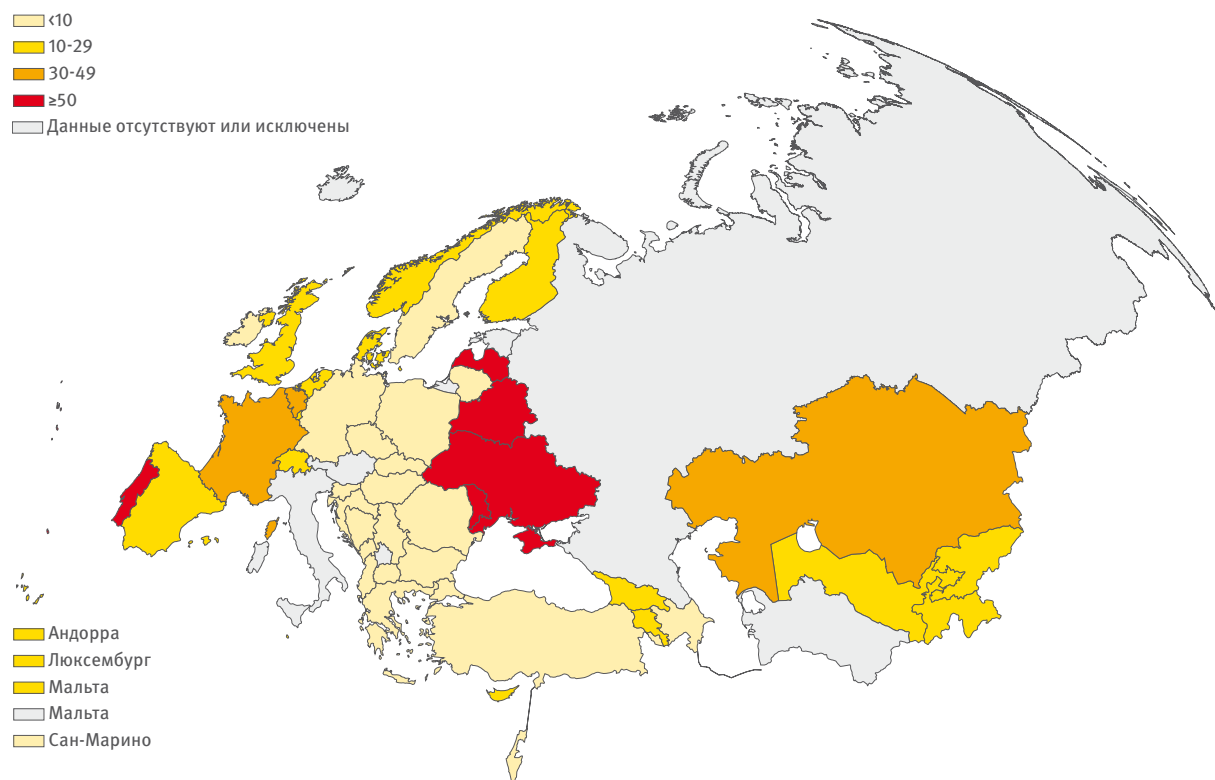 <10
10-29
30-49
≥50
Данные отсутствуют или исключены
Андорра
Люксембург
Мальта
Мальта
Сан-Марино